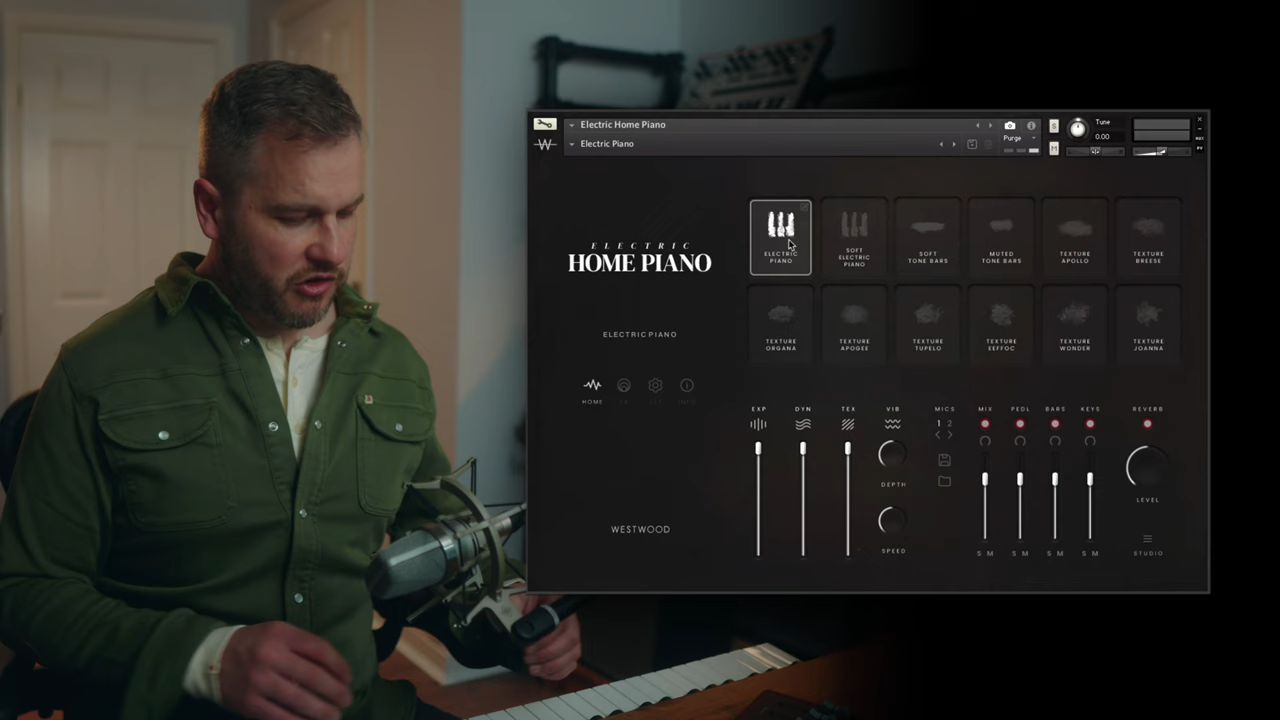 Electric Home Piano
Electric Piano
Purge
S
M
Tune
0.00
ELECTRIC
HOME PIANO
ELECTRIC PIANO
HOME
WESTWOOD
ELECTRIC
PIANO
SOFT
ELECTRIC
PIANO
SOFT
TONE BARS
MUTED
TONE BARS
TEXTURE
APOLLO
TEXTURE
BREESE
TEXTURE
ORGANA
TEXTURE
APOGEE
TEXTURE
TUPELO
TEXTURE
EEFFOC
TEXTURE
WONDER
TEXTURE
JOANNA
EXP DYN TEX VIB MICS MIX PEDL BARS KEYS REVERB
1 2
DEPTH
LEVEL
SPEED
S M S M S M S M STUDIO